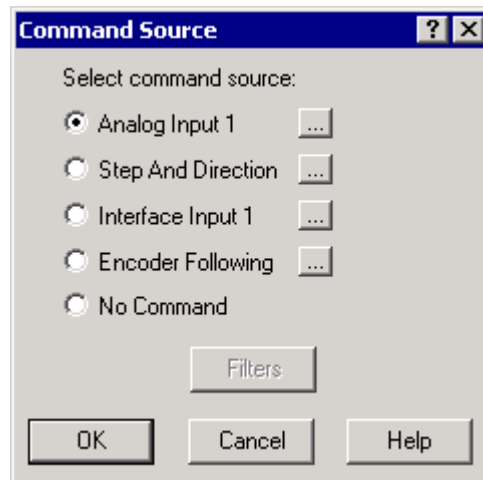 Command Source ? ×
Select command source:
Analog Input 1 ...
Step And Direction ...
Interface Input 1 ...
Encoder Following ...
No Command
Filters
OK Cancel Help